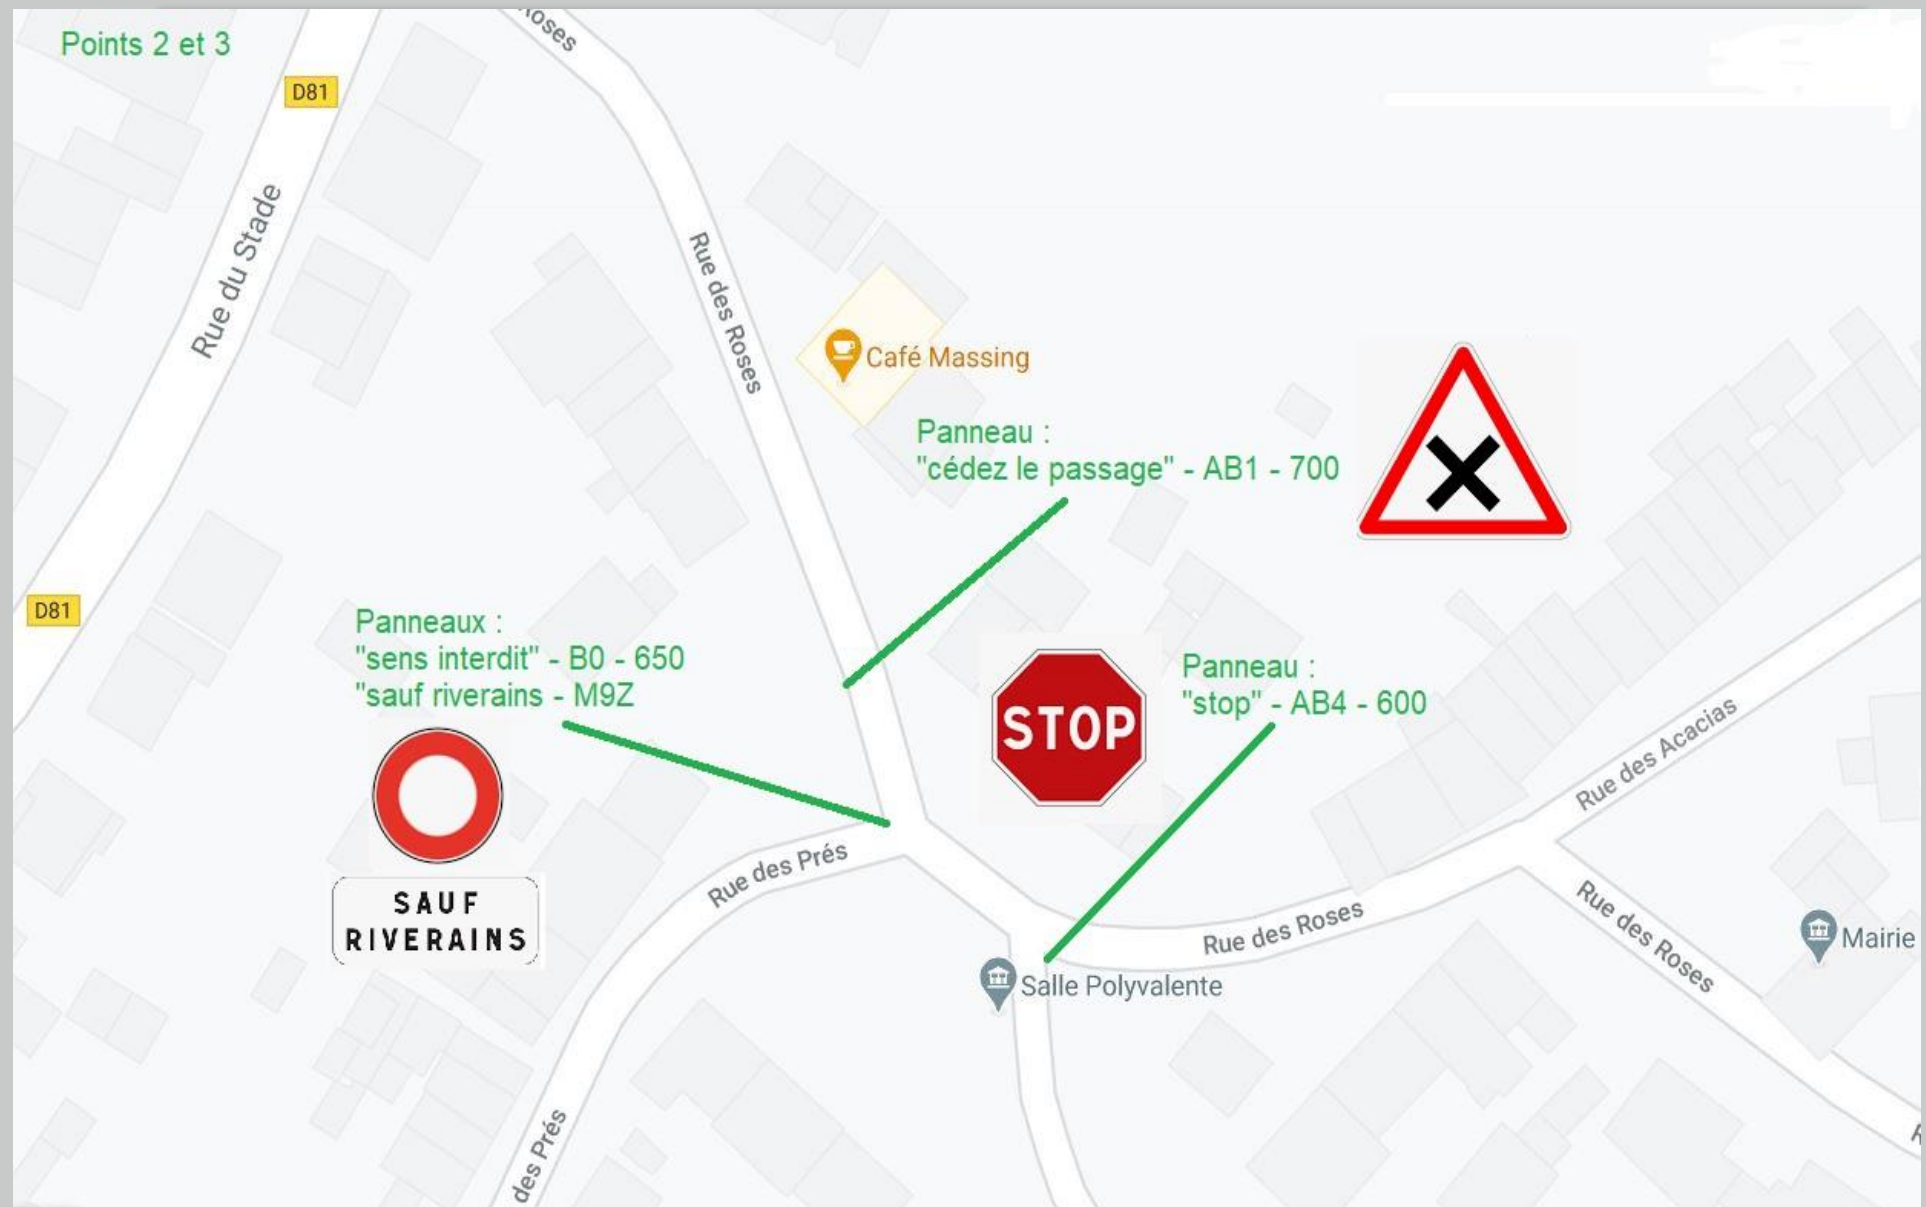 Points 2 et 3
Roses
D81
Rue du Stade
Rue des Roses
Café Massing
Panneau :
"cédez le passage" - AB1 - 700
D81
Panneaux :
"sens interdit" - B0 - 650
"sauf riverains - M9Z
Panneau :
"stop" - AB4 - 600
STOP
SAUF
RIVERAINS
Rue des Prés
Rue des Acacias
Rue des Roses
Rue des Roses
Mairie
Salle Polyvalente
des Prés